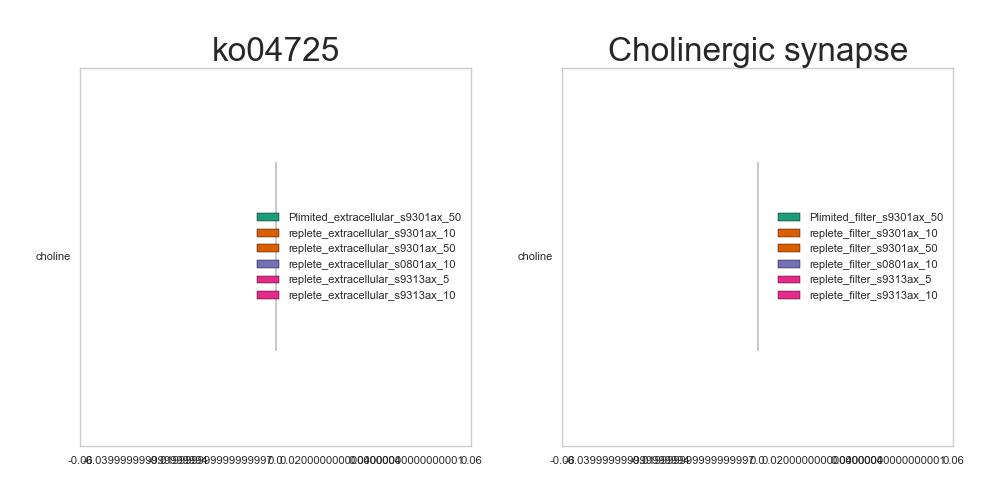 ko04725
Cholinergic synapse
choline
Plimited_extracellular_s9301ax_50
replete_extracellular_s9301ax_10
replete_extracellular_s9301ax_50
replete_extracellular_s0801ax_10
replete_extracellular_s9313ax_5
replete_extracellular_s9313ax_10
choline
Plimited_filter_s9301ax_50
replete_filter_s9301ax_10
replete_filter_s9301ax_50
replete_filter_s0801ax_10
replete_filter_s9313ax_5
replete_filter_s9313ax_10
-0.06
0.0
0.06
-0.06
0.0
0.06